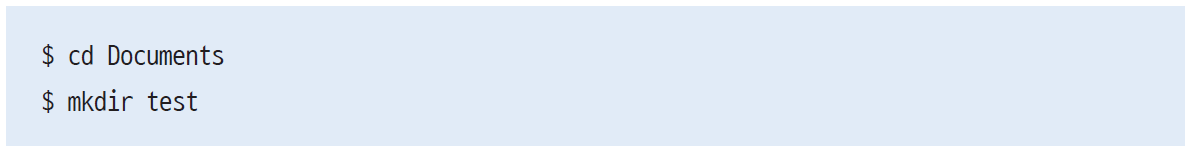 $ cd Documents
$ mkdir test